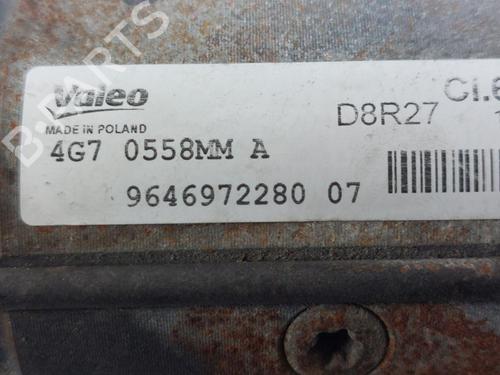 Valeo
MADE IN POLAND
D8R27
4G7 0558MM A
9646972280 07
B-PARTS